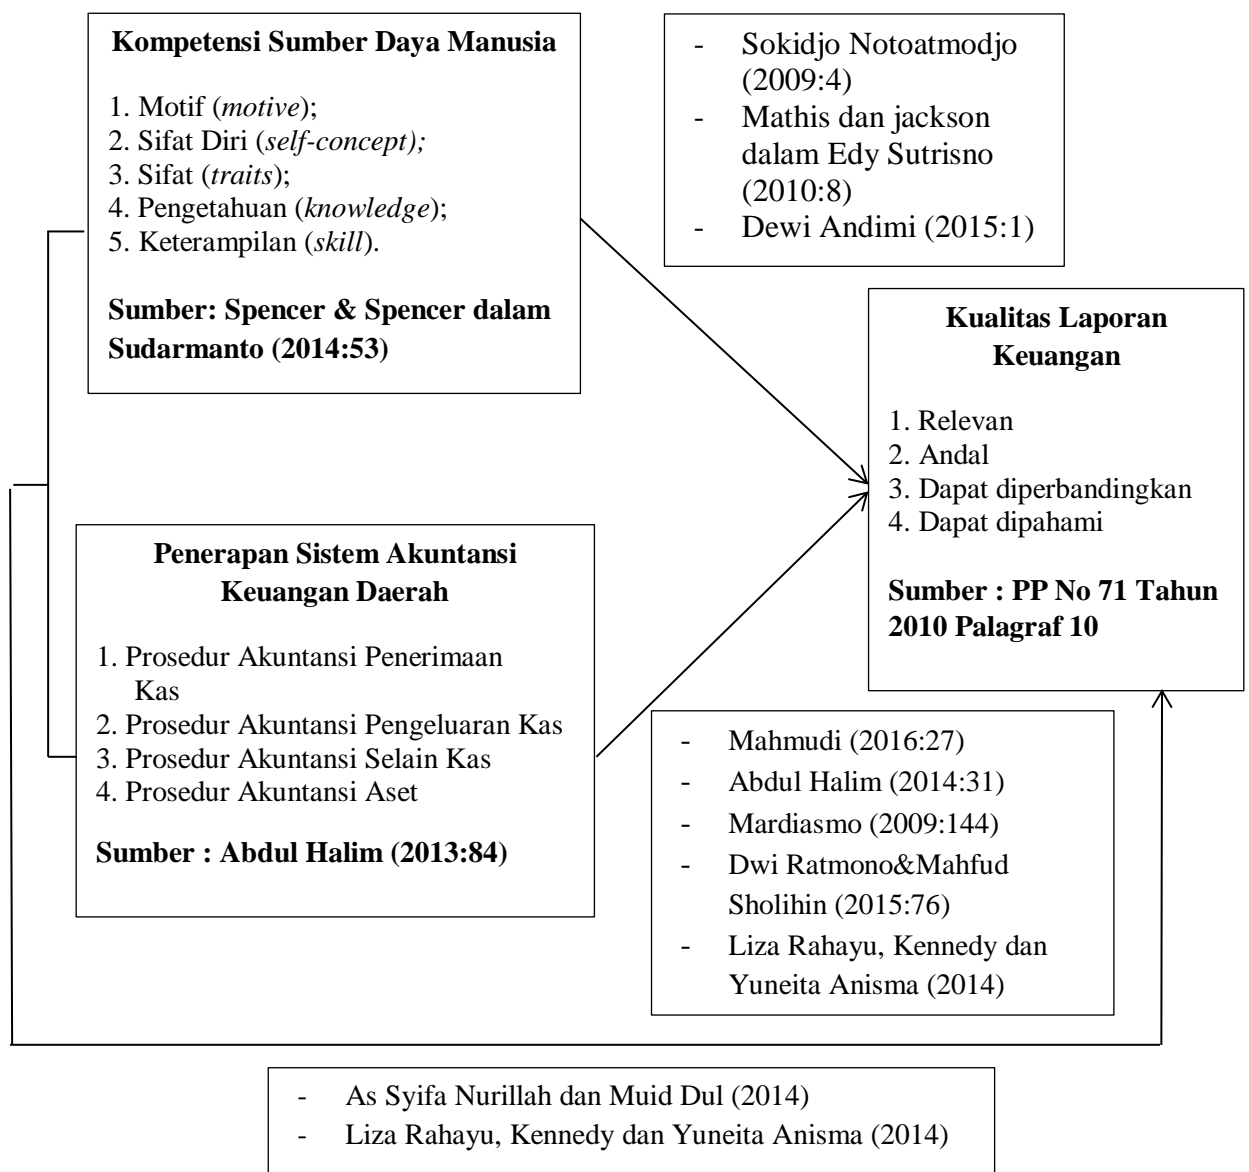 Kompetensi Sumber Daya Manusia
1. Motif (motive);
2. Sifat Diri (self-concept);
3. Sifat (traits);
4. Pengetahuan (knowledge);
5. Keterampilan (skill).
Sumber: Spencer & Spencer dalam
Sudarmanto (2014:53)
- Sokidjo Notoatmodjo
(2009:4)
- Mathis dan jackson
dalam Edy Sutrisno
(2010:8)
- Dewi Andimi (2015:1)
Kualitas Laporan
Keuangan
1. Relevan
2. Andal
3. Dapat diperbandingkan
4. Dapat dipahami
Sumber : PP No 71 Tahun
2010 Palagraf 10
Penerapan Sistem Akuntansi
Keuangan Daerah
1. Prosedur Akuntansi Penerimaan
Kas
2. Prosedur Akuntansi Pengeluaran Kas
3. Prosedur Akuntansi Selain Kas
4. Prosedur Akuntansi Aset
Sumber : Abdul Halim (2013:84)
- Mahmudi (2016:27)
- Abdul Halim (2014:31)
- Mardiasmo (2009:144)
- Dwi Ratmono&Mahfud
Sholihin (2015:76)
- Liza Rahayu, Kennedy dan
Yuneita Anisma (2014)
- As Syifa Nurillah dan Muid Dul (2014)
- Liza Rahayu, Kennedy dan Yuneita Anisma (2014)